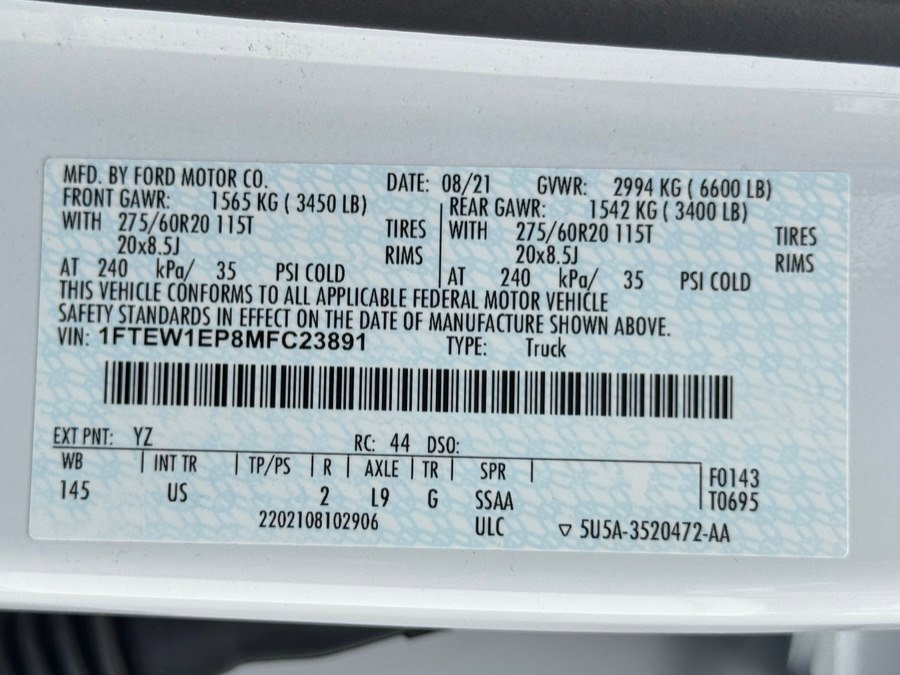 MFD. BY FORD MOTOR CO. DATE: 08/21 GVWR: 2994 KG ( 6600 LB)
FRONT GAWR: 1565 KG ( 3450 LB) REAR GAWR: 1542 KG ( 3400 LB)
WITH 275/60R20 115T TIRES WITH 275/60R20 115T TIRES
20x8.5J RIMS 20x8.5J RIMS
AT 240 kPa/ 35 PSI COLD AT 240 kPa/ 35 PSI COLD
THIS VEHICLE CONFORMS TO ALL APPLICABLE FEDERAL MOTOR VEHICLE
SAFETY STANDARDS IN EFFECT ON THE DATE OF MANUFACTURE SHOWN ABOVE.
VIN: 1FTEW1EP8MFC23891 TYPE: Truck
EXT PNT: YZ RC: 44 DSO:
WB INT TR TP/PS R AXLE TR SPR F0143
145 US 2 L9 G SSAA T0695
2202108102906 ULC ▽ 5U5A-3520472-AA